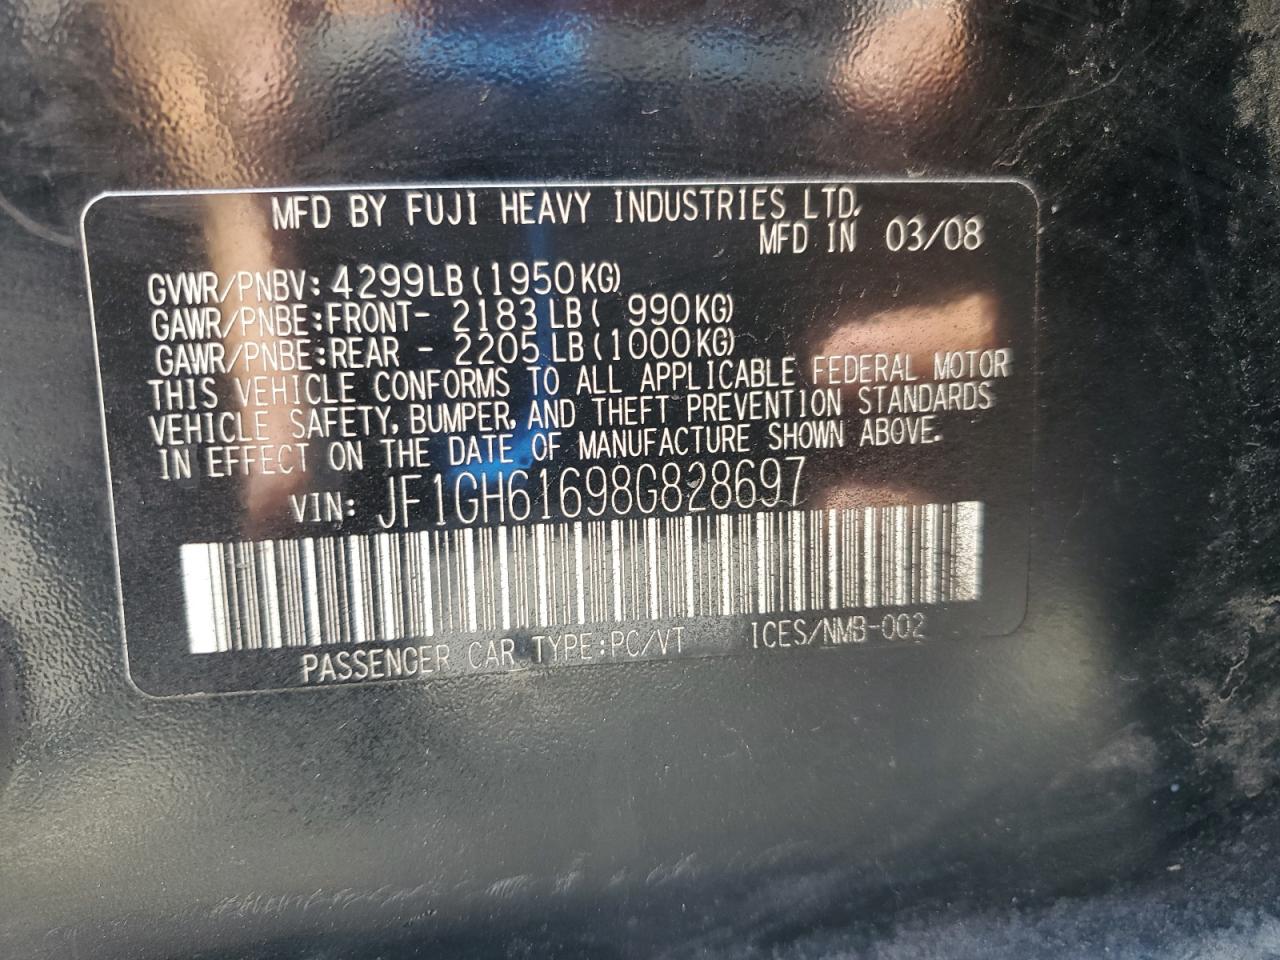 MFD BY FUJI HEAVY INDUSTRIES LTD.
MFD IN 03/08
GVWR/PNBV: 4299LB (1950KG)
GAWR/PNBE:FRONT- 2183 LB ( 990KG)
GAWR/PNBE:REAR - 2205 LB (1000KG)
THIS VEHICLE CONFORMS TO ALL APPLICABLE FEDERAL MOTOR
VEHICLE SAFETY, BUMPER, AND THEFT PREVENTION STANDARDS
IN EFFECT ON THE DATE OF MANUFACTURE SHOWN ABOVE.
VIN: JF1GH61698G828697
PASSENGER CAR TYPE:PC/VT ICES/NMB-002